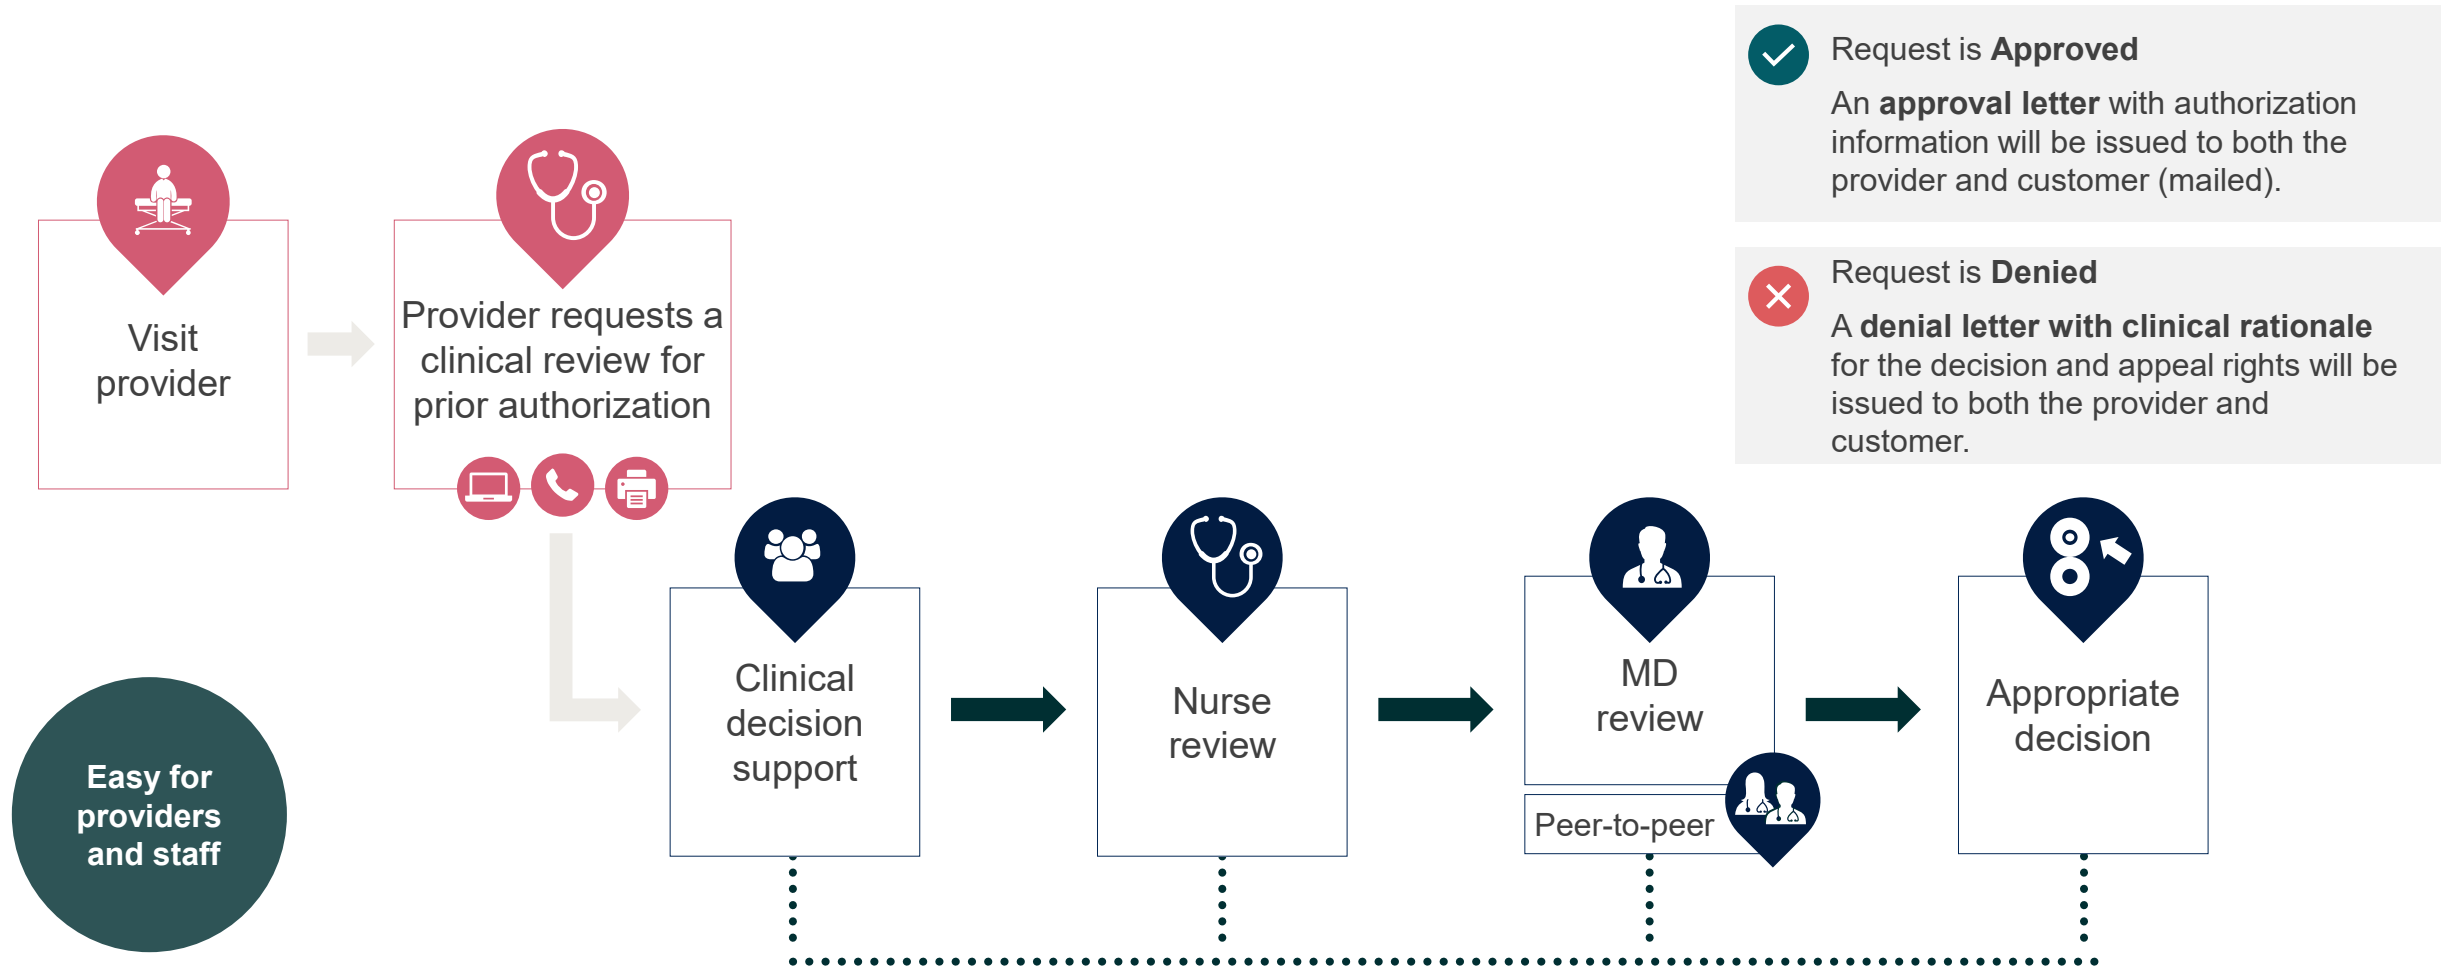 Request is Approved
An approval letter with authorization
information will be issued to both the
provider and customer (mailed).
Request is Denied
A denial letter with clinical rationale
for the decision and appeal rights will be
issued to both the provider and
customer.
Visit
provider
Provider requests a
clinical review for
prior authorization
Clinical
decision
support
Nurse
review
MD
review
Peer-to-peer
Appropriate
decision
Easy for
providers
and staff